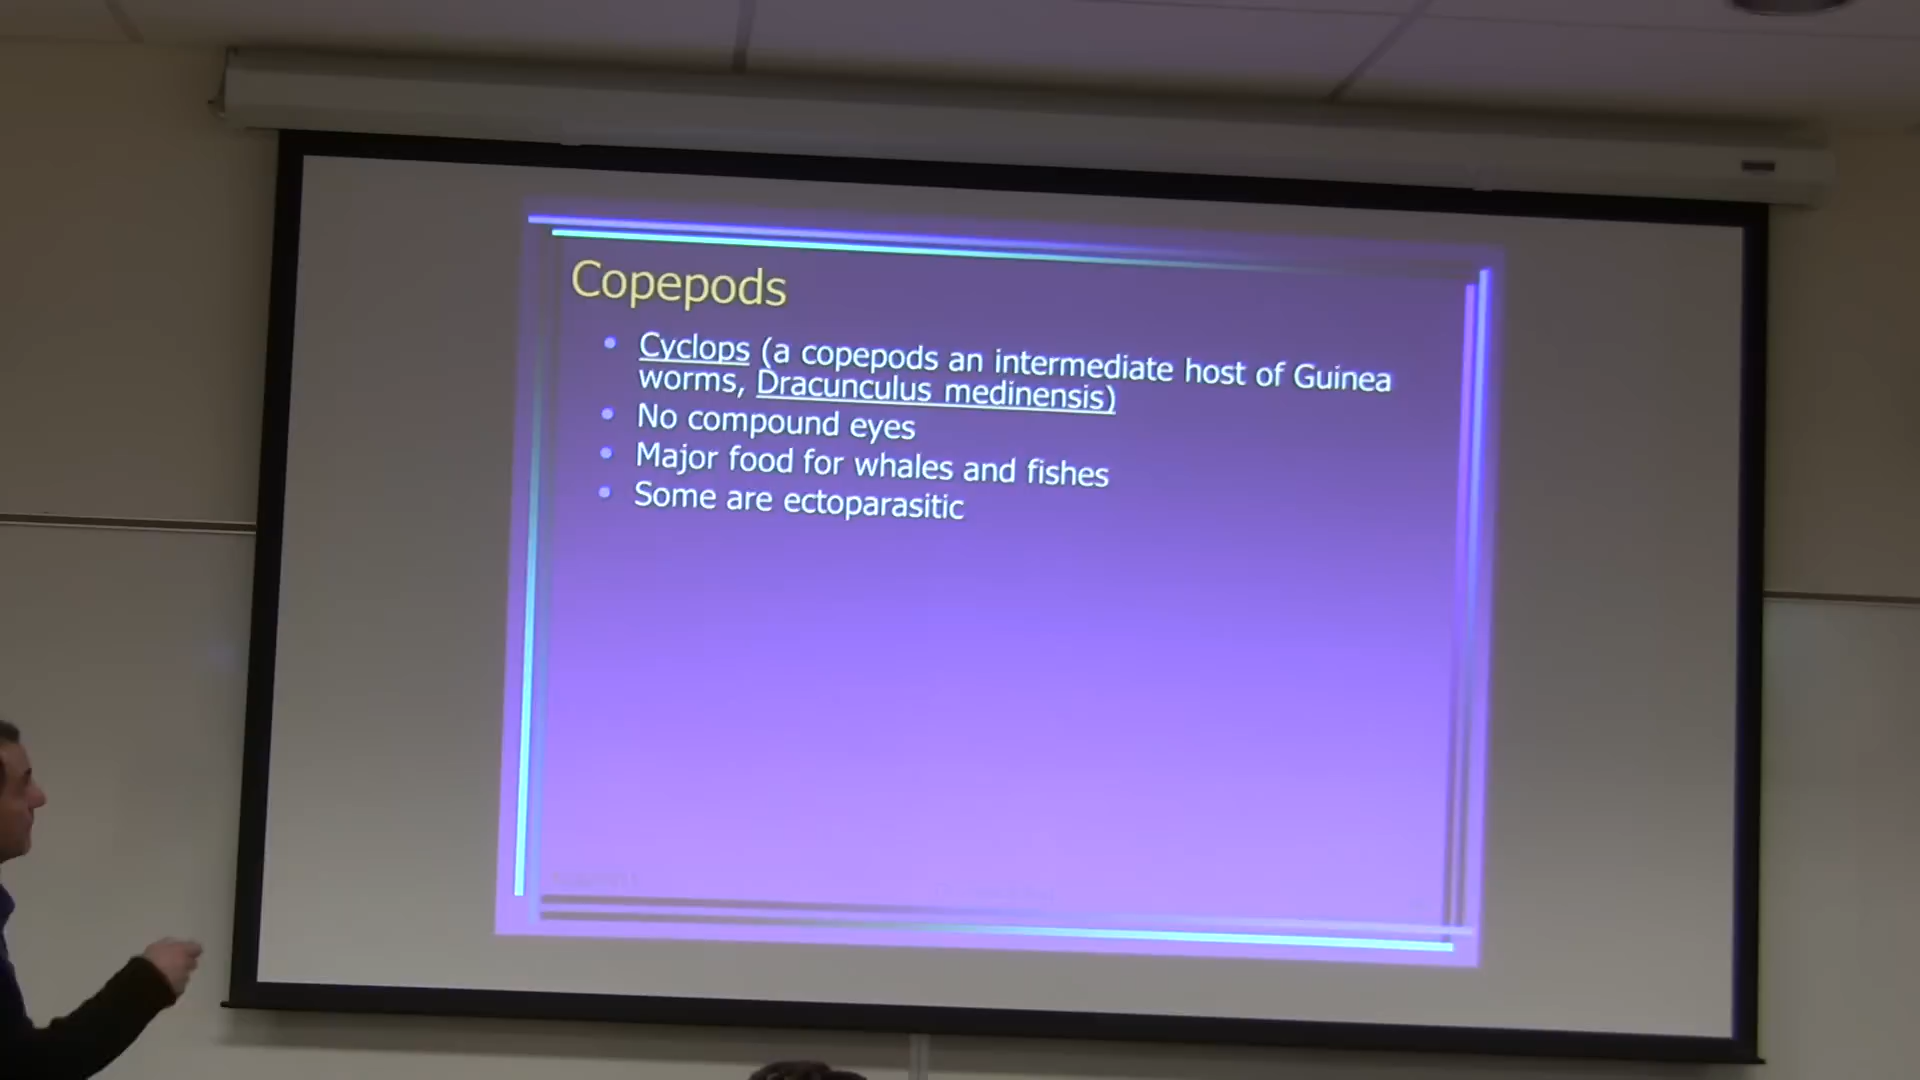 Copepods
• Cyclops (a copepods an intermediate host of Guinea
worms, Dracunculus medinensis)
• No compound eyes
• Major food for whales and fishes
• Some are ectoparasitic